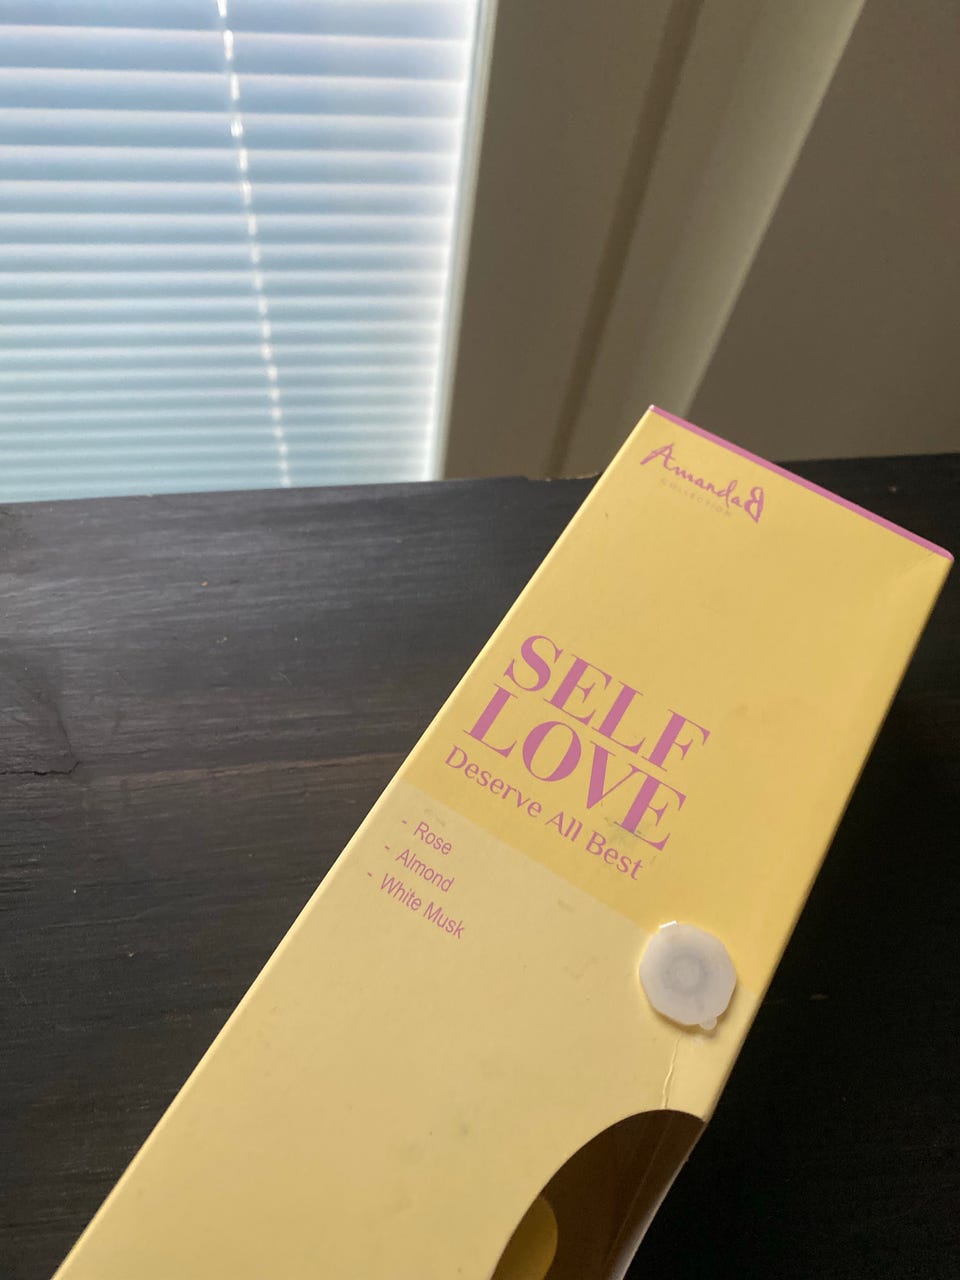 AmandaB
COLLECTION
SELF
LOVE
Deserve All Best
- Rose
- Almond
- White Musk